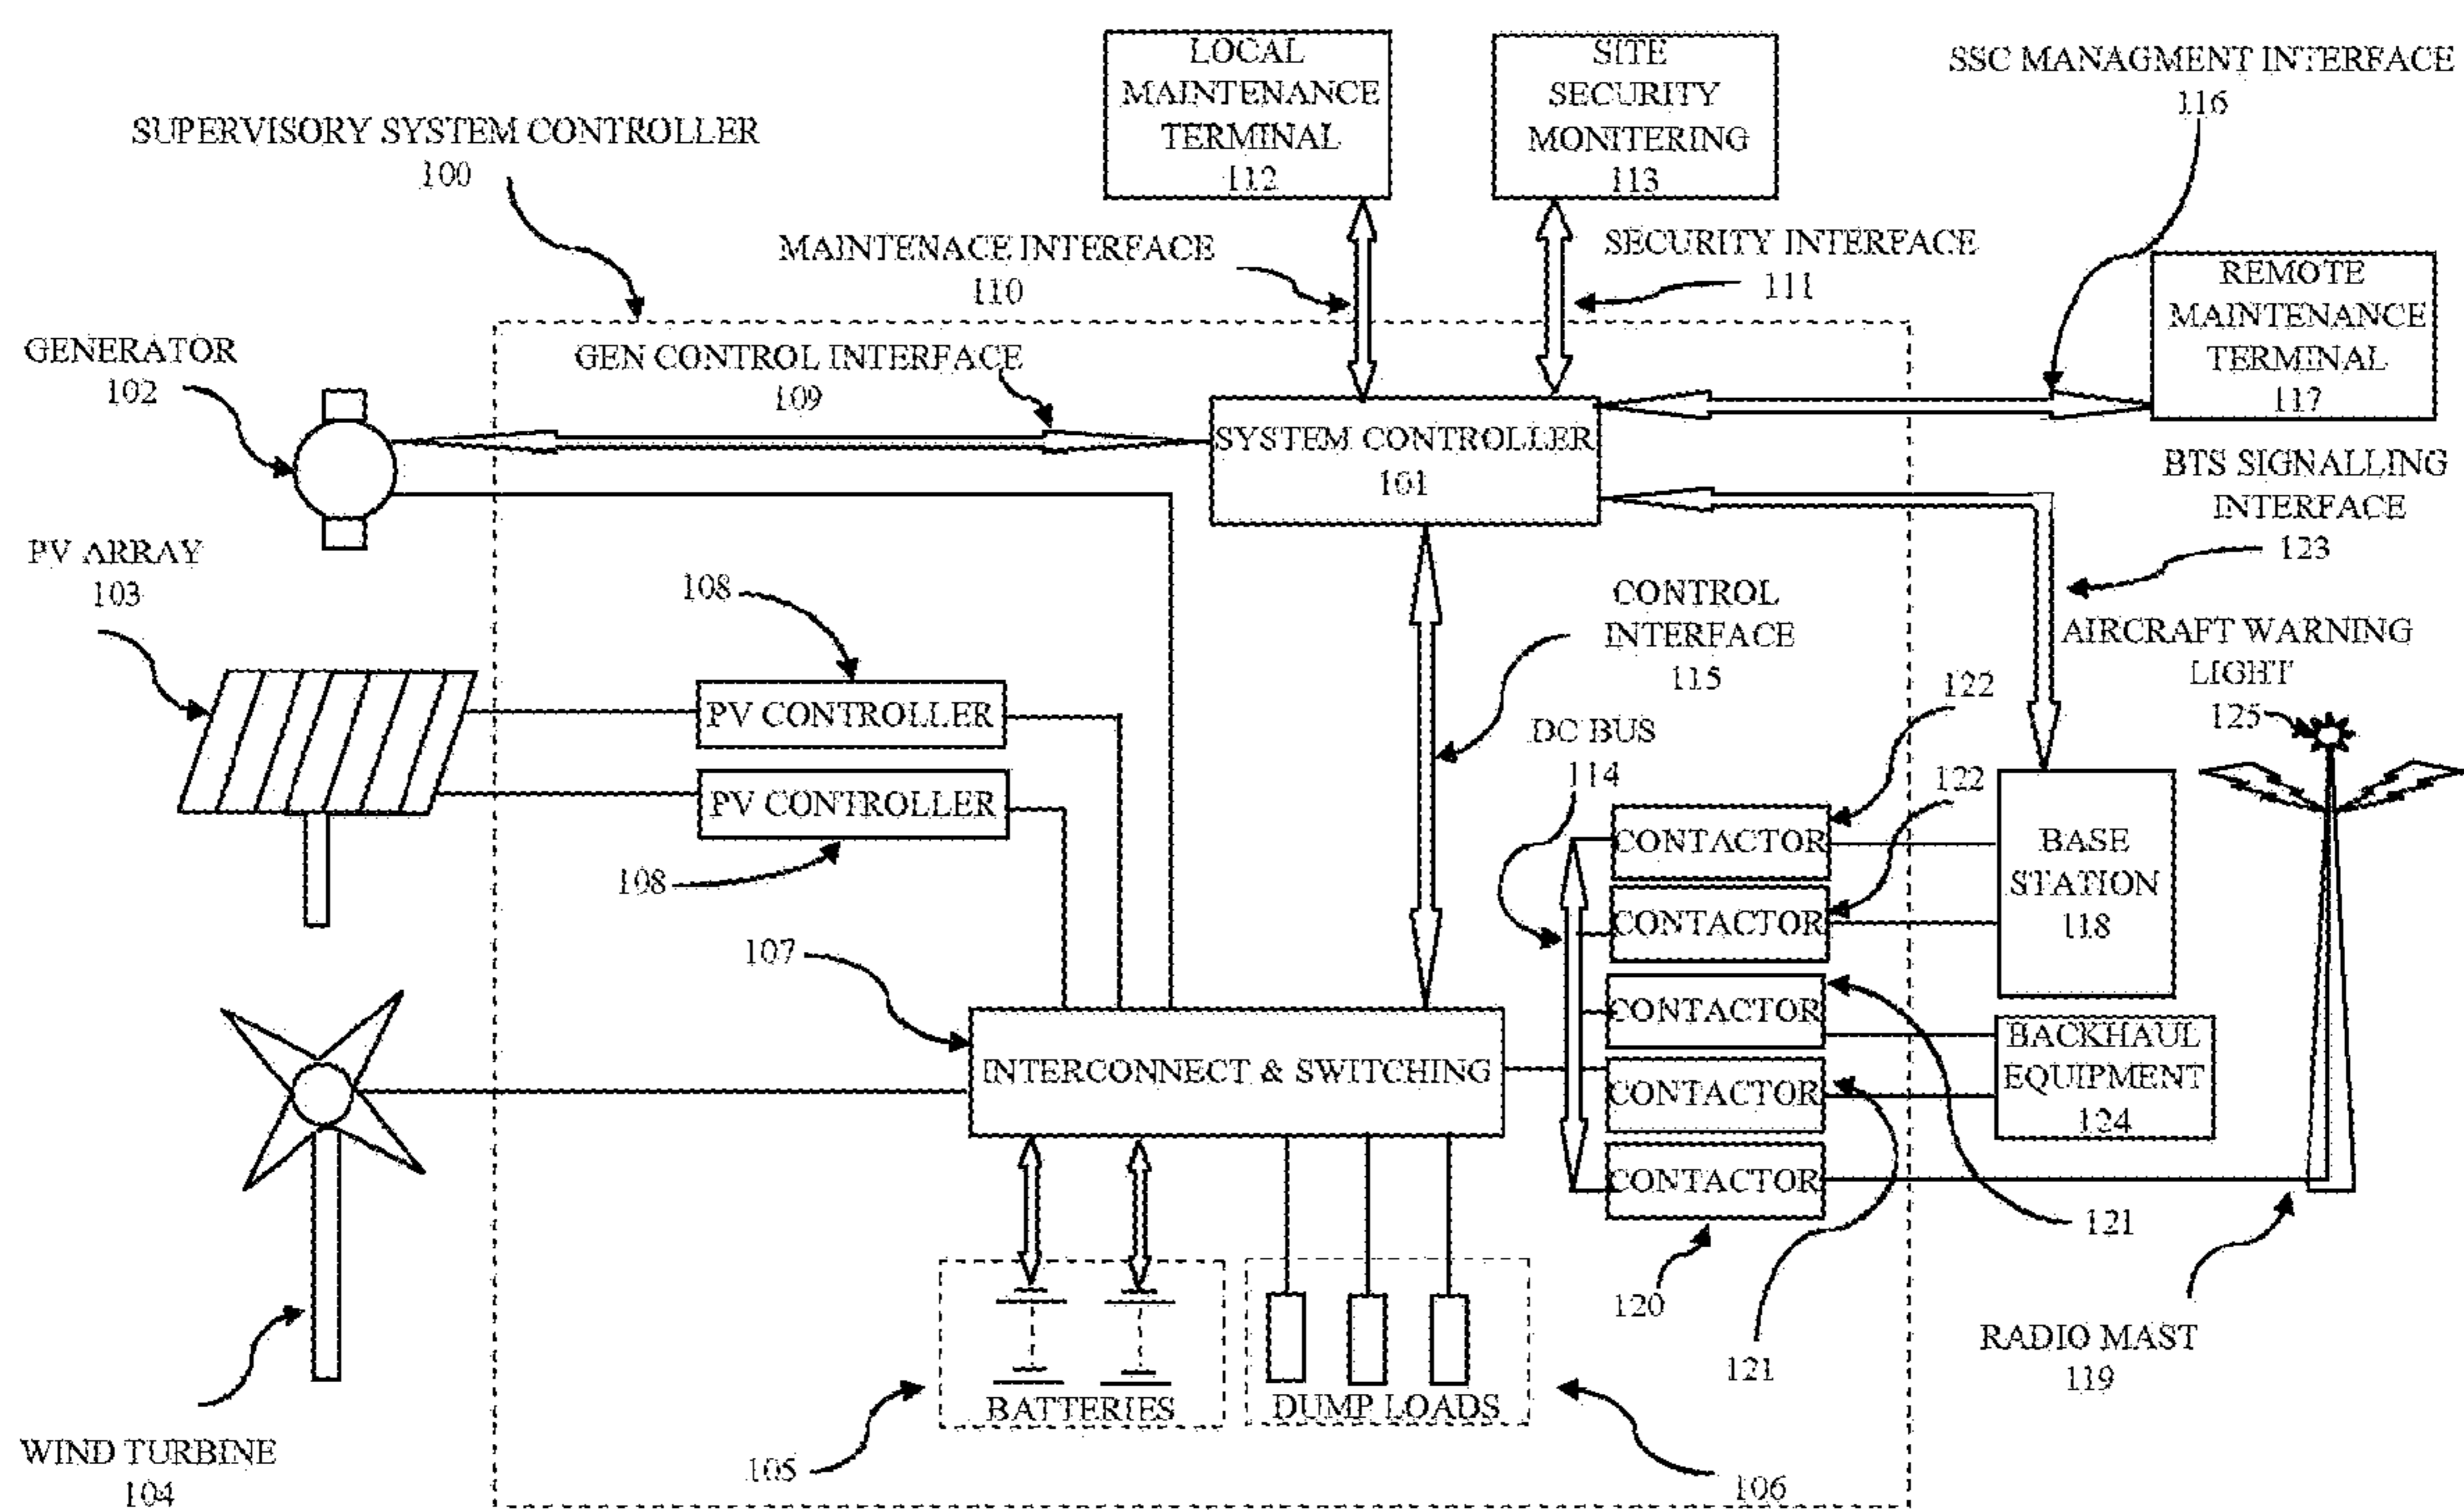 LOCAL
MAINTENANCE
TERMINAL
112
SITE
SECURITY
MONITERING
113
SSC MANAGMENT INTERFACE
116
SUPERVISORY SYSTEM CONTROLLER
100
MAINTENACE INTERFACE
110
SECURITY INTERFACE
111
REMOTE
MAINTENANCE
TERMINAL
117
GENERATOR
102
GEN CONTROL INTERFACE
109
SYSTEM CONTROLLER
101
BTS SIGNALLING
INTERFACE
123
PV ARRAY
103
108
PV CONTROLLER
PV CONTROLLER
108
CONTROL
INTERFACE
115
AIRCRAFT WARNING
LIGHT
125
122
DC BUS
114
122
CONTACTOR
CONTACTOR
CONTACTOR
CONTACTOR
CONTACTOR
BASE
STATION
118
107
INTERCONNECT & SWITCHING
BACKHAUL
EQUIPMENT
124
121
120
121
RADIO MAST
119
BATTERIES
DUMP LOADS
105
106
WIND TURBINE
104